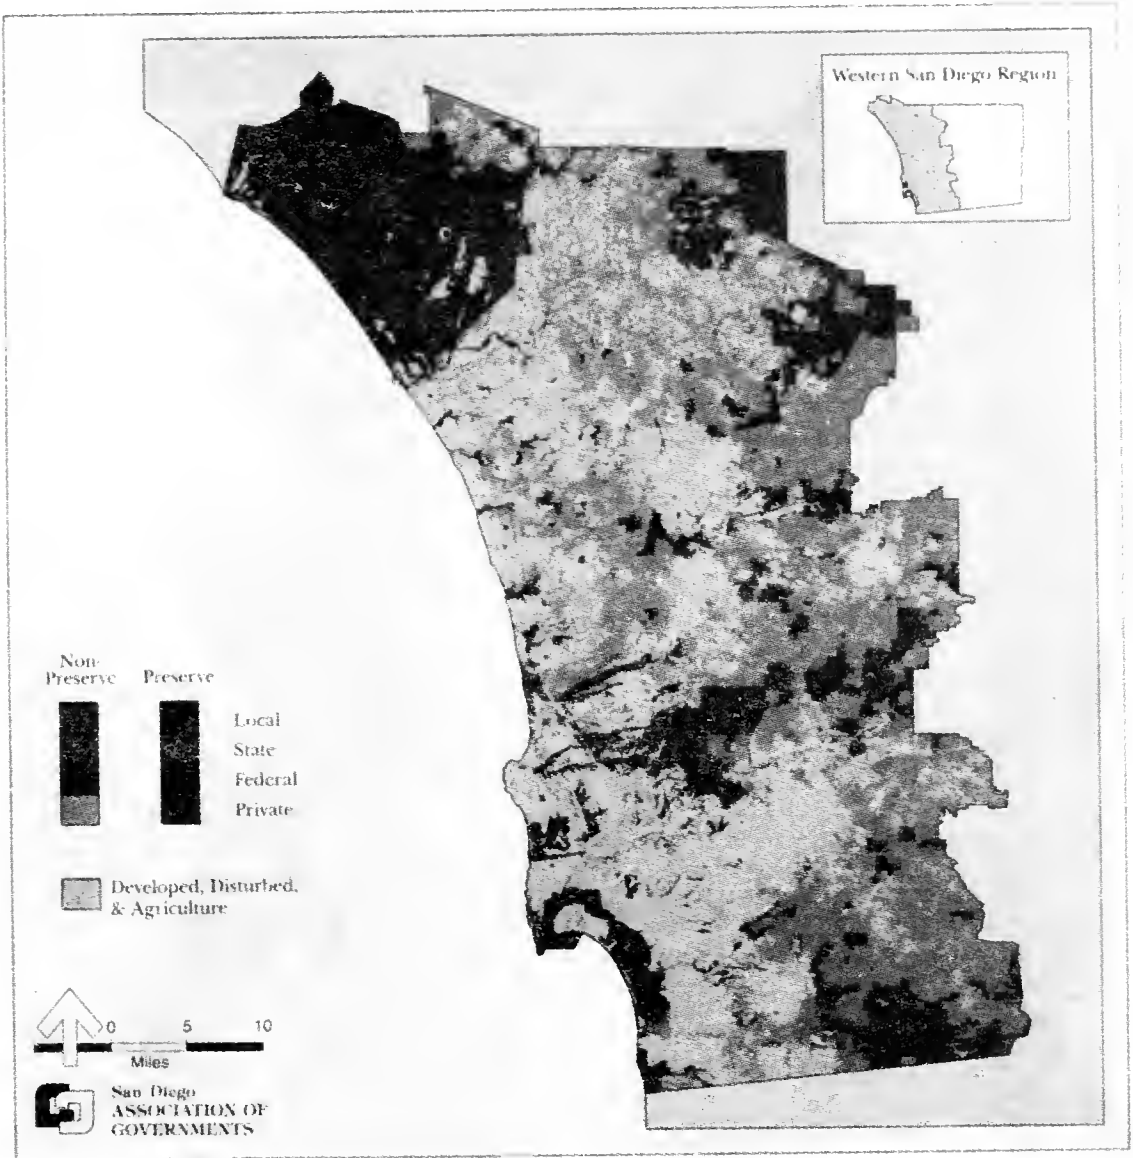 Western San Diego Region
Non-
Preserve Preserve
Local
State
Federal
Private
Developed, Disturbed,
& Agriculture
0 5 10
Miles
San Diego
ASSOCIATION OF
GOVERNMENTS